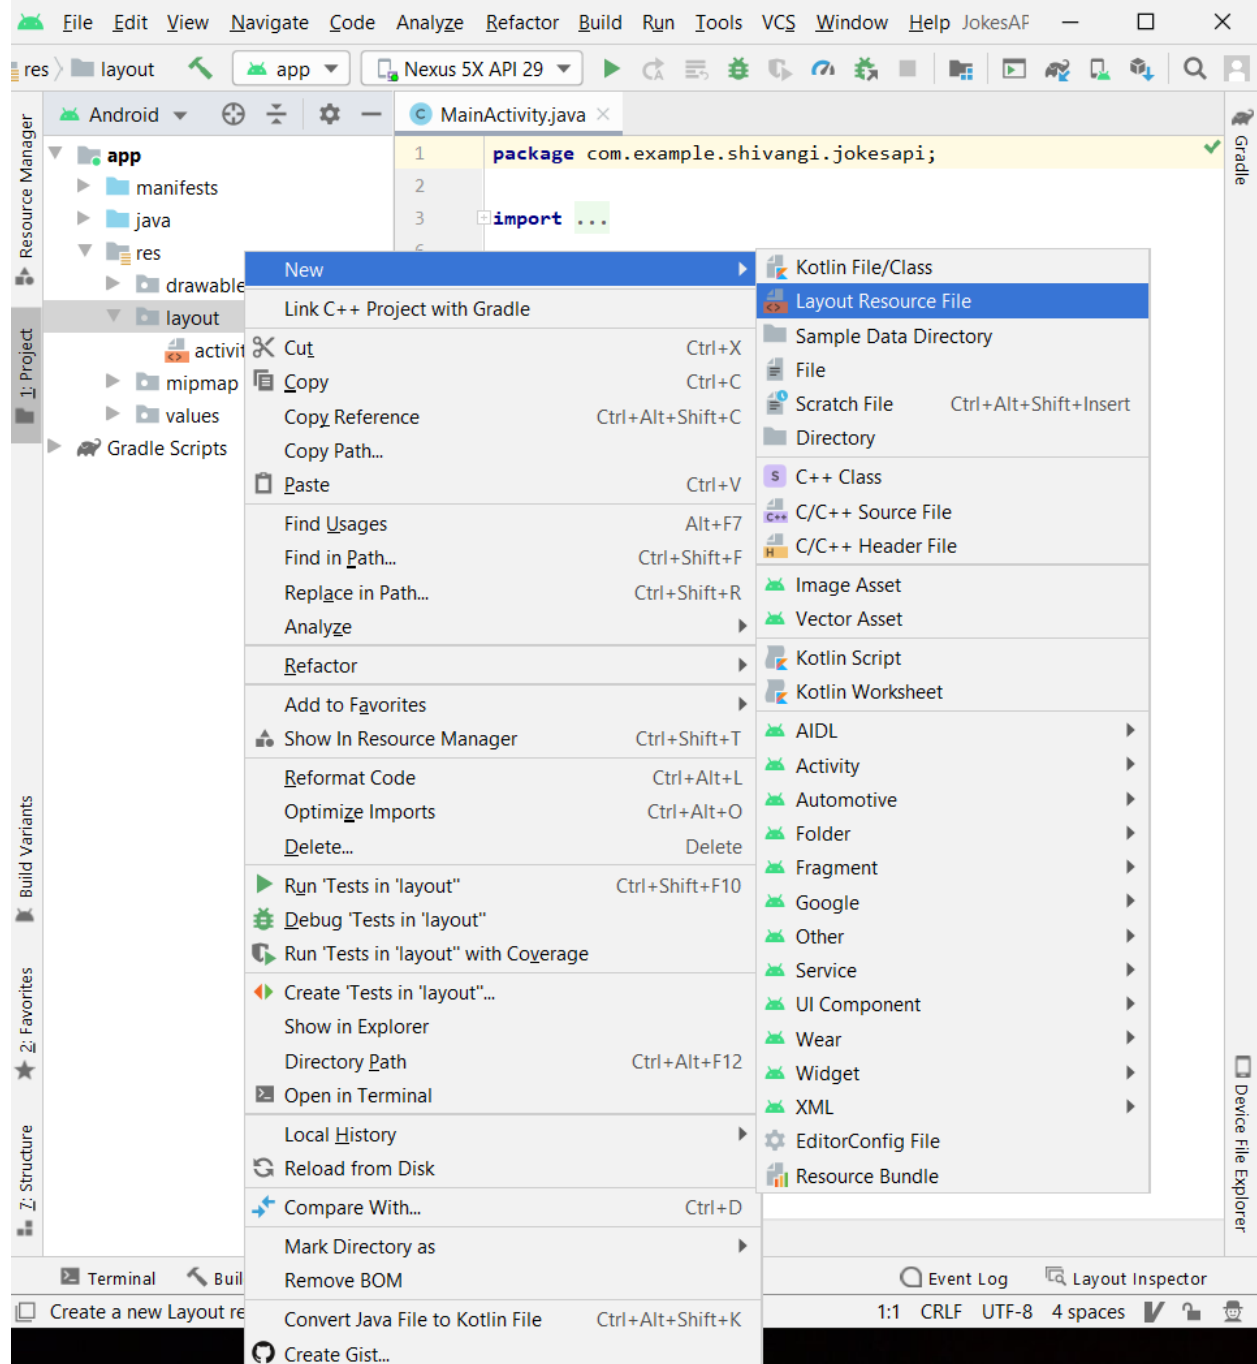 File Edit View Navigate Code Analyze Refactor Build Run Tools VCS Window Help JokesAP
res layout app Nexus 5X API 29
Android
MainActivity.java
Resource Manager
1: Project
Build Variants
2: Favorites
7: Structure
app
manifests
java
res
drawable
layout
activit
mipmap
values
Gradle Scripts
1 package com.example.shivangi.jokesapi;
2
3 import ...
New
Link C++ Project with Gradle
Cut Ctrl+X
Copy Ctrl+C
Copy Reference Ctrl+Alt+Shift+C
Copy Path...
Paste Ctrl+V
Find Usages Alt+F7
Find in Path... Ctrl+Shift+F
Replace in Path... Ctrl+Shift+R
Analyze
Refactor
Add to Favorites
Show In Resource Manager Ctrl+Shift+T
Reformat Code Ctrl+Alt+L
Optimize Imports Ctrl+Alt+O
Delete... Delete
Run 'Tests in 'layout'' Ctrl+Shift+F10
Debug 'Tests in 'layout''
Run 'Tests in 'layout'' with Coverage
Create 'Tests in 'layout''...
Show in Explorer
Directory Path Ctrl+Alt+F12
Open in Terminal
Local History
Reload from Disk
Compare With... Ctrl+D
Mark Directory as
Remove BOM
Convert Java File to Kotlin File Ctrl+Alt+Shift+K
Create Gist...
Kotlin File/Class
Layout Resource File
Sample Data Directory
File
Scratch File Ctrl+Alt+Shift+Insert
Directory
S C++ Class
C++ C/C++ Source File
H C/C++ Header File
Image Asset
Vector Asset
Kotlin Script
Kotlin Worksheet
AIDL
Activity
Automotive
Folder
Fragment
Google
Other
Service
UI Component
Wear
Widget
XML
EditorConfig File
Resource Bundle
Gradle
Device File Explorer
Terminal Buil Event Log Layout Inspector
Create a new Layout re 1:1 CRLF UTF-8 4 spaces